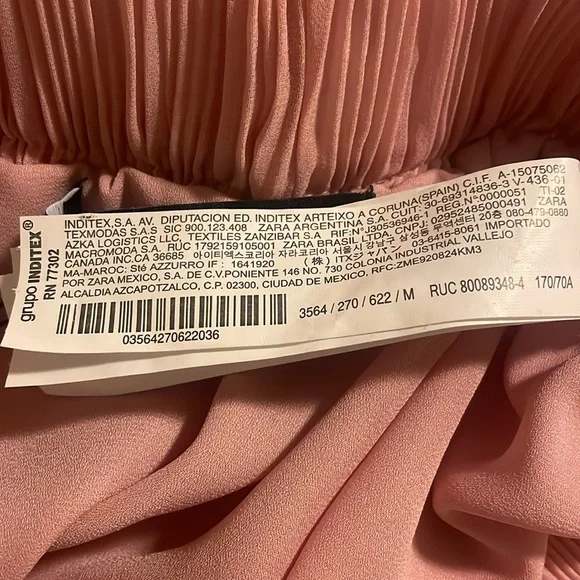 grupo INDITEX
RN 77302
INDITEX,S.A. AV. DIPUTACION ED. INDITEX ARTEIXO A CORUNA(SPAIN) C.I.F. A-15075062
TEXMODAS S.A.S SIC 900.123.408 ZARA ARGENTINA S.A. CUIT: 30-69314836-3 V-436-01
AZKA LOGISTICS LLC, TEXTILES ZANZIBAR S.A RIF:J30536946-1 REG.Nº0000051 TI-02
MACROMODA S.A. RUC 1792159105001 ZARA BRASIL, LTDA. CNPJ: 02952485000491 ZARA
CANADA INC.CA 36685 아이티엑스코리아 자라코리아 서울시 강남구 삼성동 무역센터 20층 080-479-0880
MA-MAROC: Sté AZZURRO IF : 1641920 (株) ITXジャパン 03-6415-8061 IMPORTADO
POR ZARA MEXICO, S.A. DE C.V.PONIENTE 146 NO. 730 COLONIA INDUSTRIAL VALLEJO
ALCALDIA AZCAPOTZALCO, C.P. 02300, CIUDAD DE MEXICO, RFC:ZME920824KM3
03564270622036
3564 / 270 / 622 / M RUC 80089348-4 170/70A